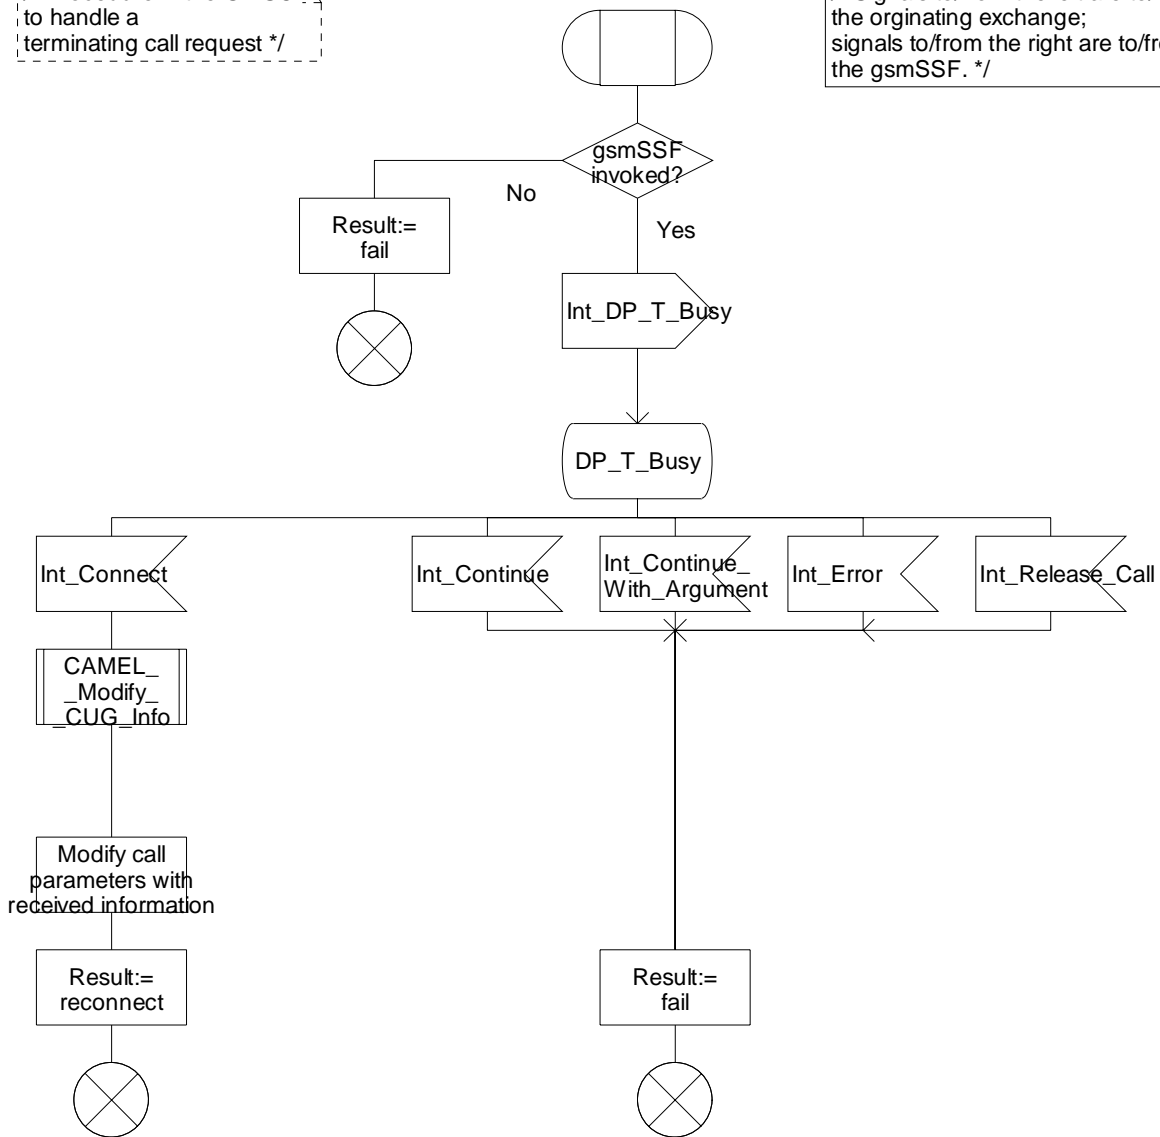 to handle a
terminating call request */
the orginating exchange;
signals to/from the right are to/fr
the gsmSSF. */
gsmSSF
invoked?
No
Yes
Result:=
fail
Int_DP_T_Busy
DP_T_Busy
Int_Connect
Int_Continue
Int_Continue_
With_Argument
Int_Error
Int_Release_Call
CAMEL_
_Modify_
_CUG_Info
Modify call
parameters with
received information
Result:=
reconnect
Result:=
fail